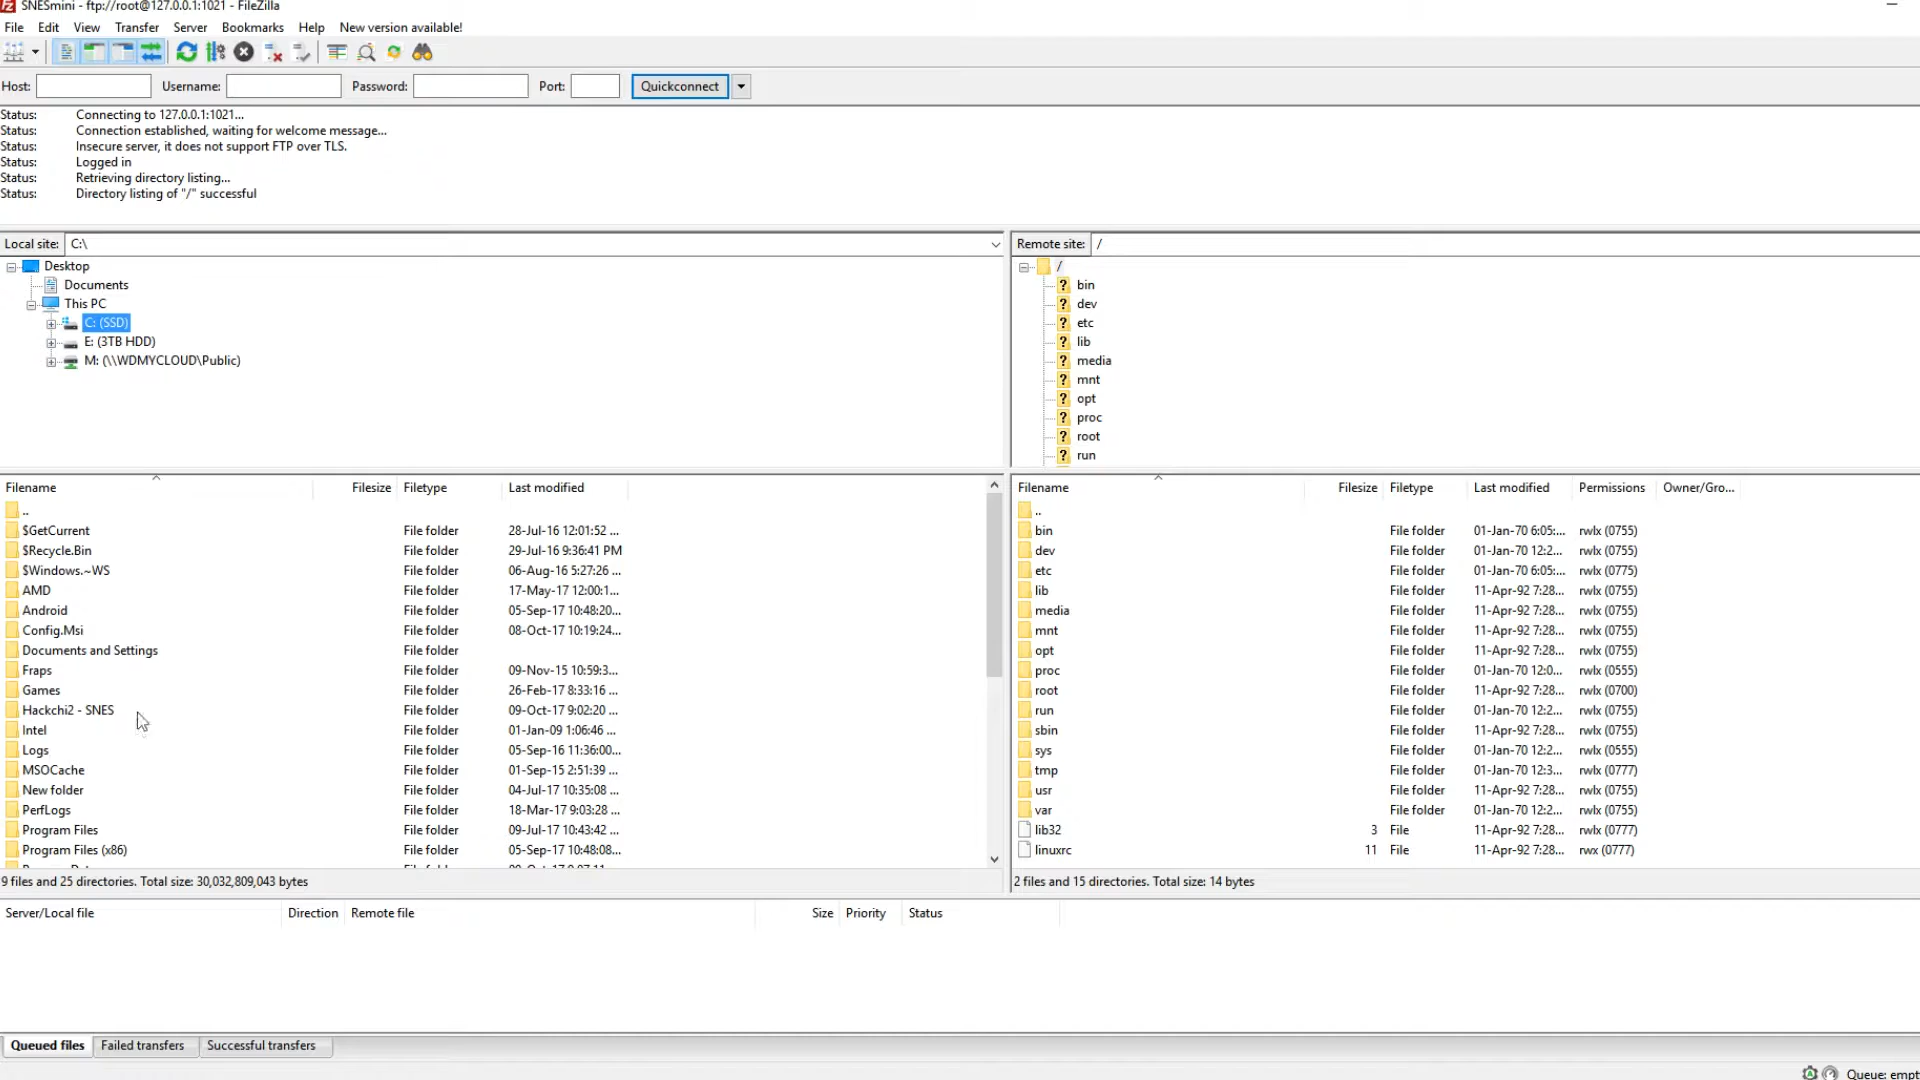 SNESmini - ftp://root@127.0.0.1:1021 - FileZilla
File Edit View Transfer Server Bookmarks Help New version available!
Host: Username: Password: Port: Quickconnect
Status: Connecting to 127.0.0.1:1021...
Status: Connection established, waiting for welcome message...
Status: Insecure server, it does not support FTP over TLS.
Status: Logged in
Status: Retrieving directory listing...
Status: Directory listing of "/" successful
Local site: C:\
Desktop
Documents
This PC
C: (SSD)
E: (3TB HDD)
M: (\\WDMYCLOUD\Public)
Remote site: /
/
bin
dev
etc
lib
media
mnt
opt
proc
root
run
Filename Filesize Filetype Last modified
..
$GetCurrent File folder 28-Jul-16 12:01:52 ...
$Recycle.Bin File folder 29-Jul-16 9:36:41 PM
$Windows.~WS File folder 06-Aug-16 5:27:26 ...
AMD File folder 17-May-17 12:00:1...
Android File folder 05-Sep-17 10:48:20...
Config.Msi File folder 08-Oct-17 10:19:24...
Documents and Settings File folder
Fraps File folder 09-Nov-15 10:59:3...
Games File folder 26-Feb-17 8:33:16 ...
Hackchi2 - SNES File folder 09-Oct-17 9:02:20 ...
Intel File folder 01-Jan-09 1:06:46 ...
Logs File folder 05-Sep-16 11:36:00...
MSOCache File folder 01-Sep-15 2:51:39 ...
New folder File folder 04-Jul-17 10:35:08 ...
PerfLogs File folder 18-Mar-17 9:03:28 ...
Program Files File folder 09-Jul-17 10:43:42 ...
Program Files (x86) File folder 05-Sep-17 10:48:08...
9 files and 25 directories. Total size: 30,032,809,043 bytes
Filename Filesize Filetype Last modified Permissions Owner/Gro...
..
bin File folder 01-Jan-70 6:05:... rwlx (0755)
dev File folder 01-Jan-70 12:2... rwlx (0755)
etc File folder 01-Jan-70 6:05:... rwlx (0775)
lib File folder 11-Apr-92 7:28... rwlx (0755)
media File folder 11-Apr-92 7:28... rwlx (0755)
mnt File folder 11-Apr-92 7:28... rwlx (0755)
opt File folder 11-Apr-92 7:28... rwlx (0755)
proc File folder 01-Jan-70 12:0... rwlx (0555)
root File folder 11-Apr-92 7:28... rwlx (0700)
run File folder 01-Jan-70 12:2... rwlx (0755)
sbin File folder 11-Apr-92 7:28... rwlx (0755)
sys File folder 01-Jan-70 12:2... rwlx (0555)
tmp File folder 01-Jan-70 12:3... rwlx (0777)
usr File folder 11-Apr-92 7:28... rwlx (0755)
var File folder 01-Jan-70 12:2... rwlx (0755)
lib32 3 File 11-Apr-92 7:28... rwlx (0777)
linuxrc 11 File 11-Apr-92 7:28... rwx (0777)
2 files and 15 directories. Total size: 14 bytes
Server/Local file Direction Remote file Size Priority Status
Queued files Failed transfers Successful transfers
Queue: empt